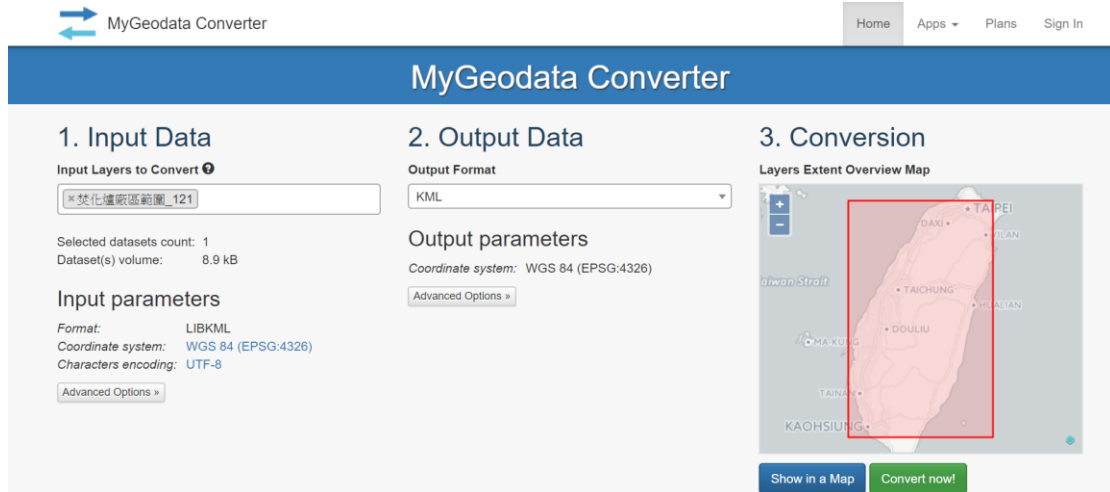 MyGeodata Converter
Home
Apps
Plans
Sign In
MyGeodata Converter
1. Input Data
Input Layers to Convert
×焚化爐廠區範圍_121
Selected datasets count: 1
Dataset(s) volume: 8.9 kB
Input parameters
Format: LIBKML
Coordinate system: WGS 84 (EPSG:4326)
Characters encoding: UTF-8
Advanced Options »
2. Output Data
Output Format
KML
Output parameters
Coordinate system: WGS 84 (EPSG:4326)
Advanced Options »
3. Conversion
Layers Extent Overview Map
+
−
TAIPEI
DAXI
YILAN
aiwan Strait
TAICHUNG
HUALIAN
DOULIU
MA-KUNG
TAINAN
KAOHSIUNG
Show in a Map
Convert now!